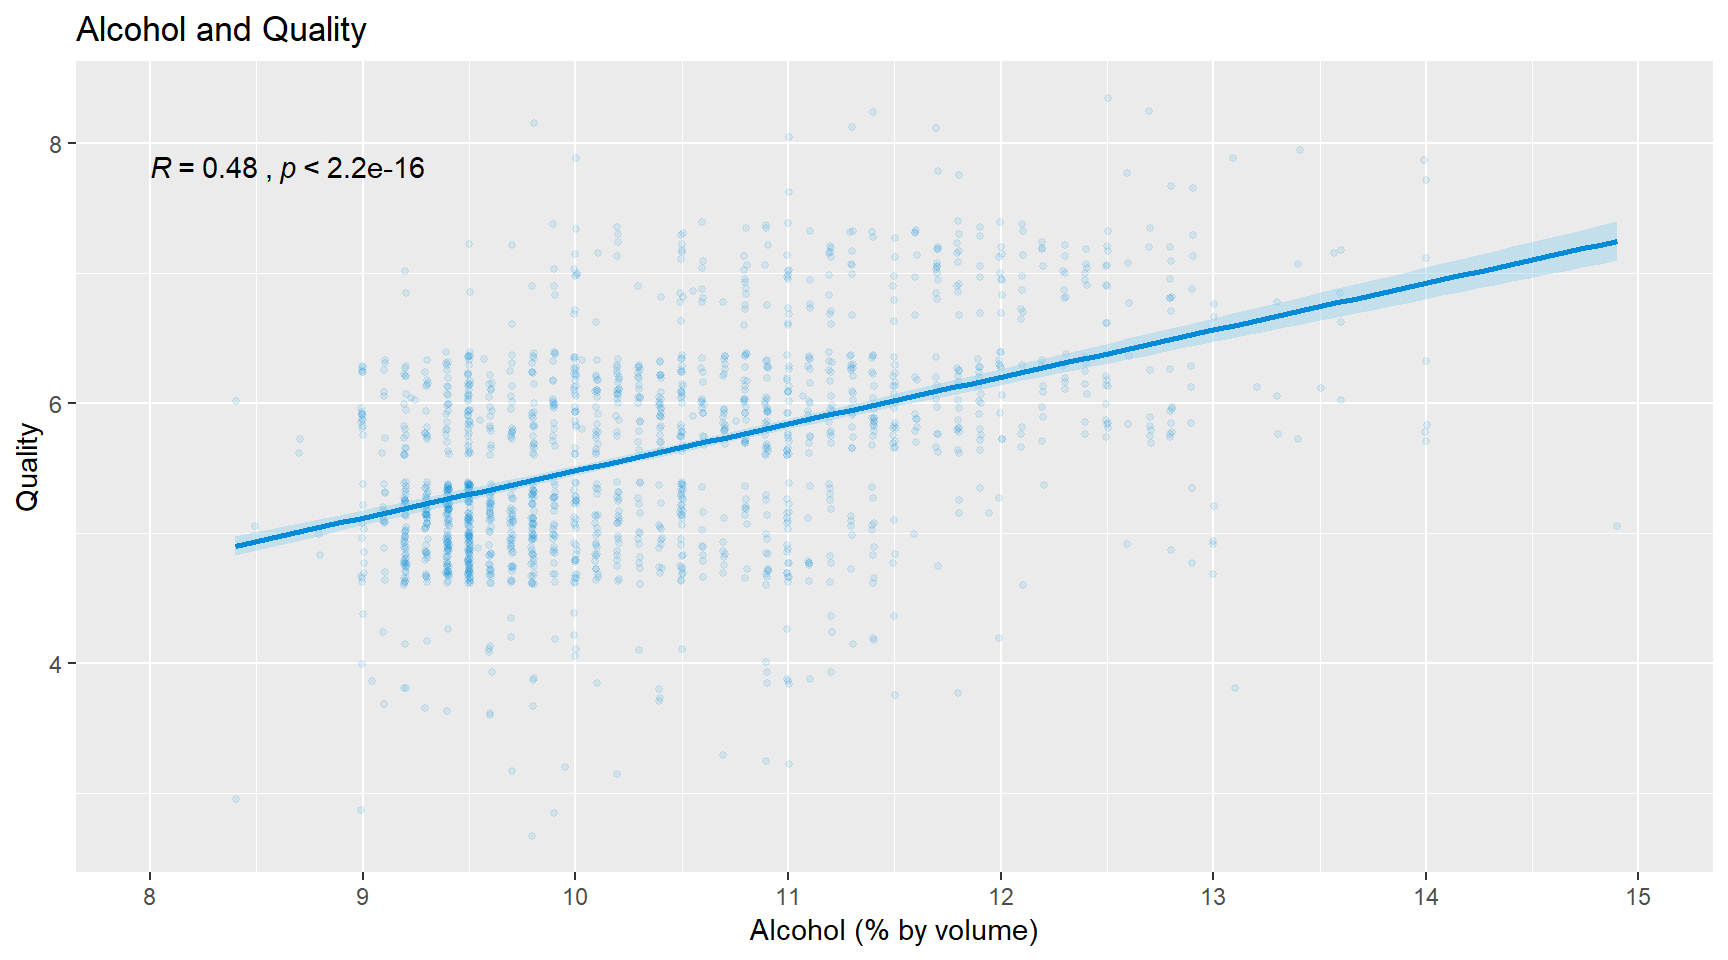 Alcohol and Quality
R = 0.48 , p < 2.2e-16
8
6
4
Quality
8 9 10 11 12 13 14 15
Alcohol (% by volume)